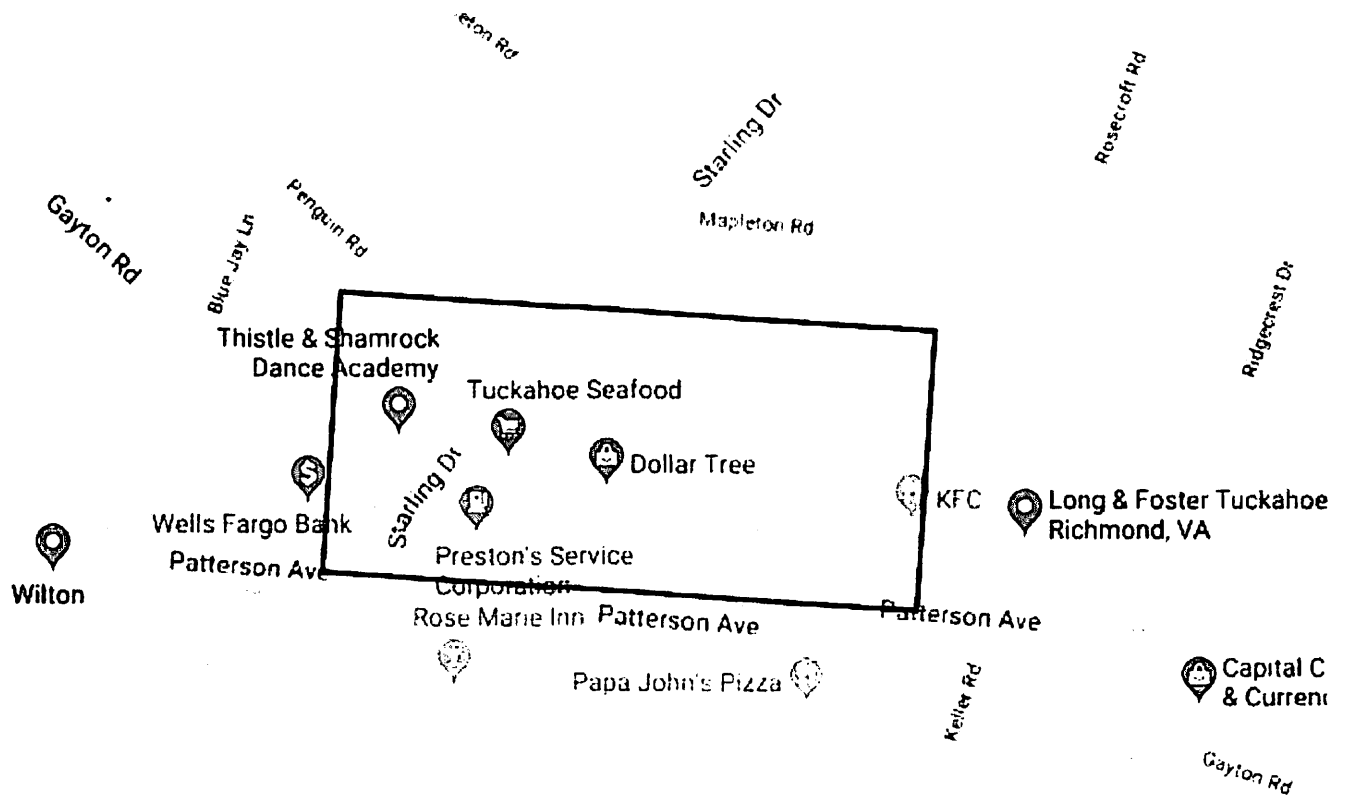 eton Rd
Starling Dr
Rosecroft Rd
Gayton Rd
Penguin Rd
Blue Jay Ln
Mapleton Rd
Ridgecrest Dr
Thistle & Shamrock
Dance Academy
Tuckahoe Seafood
Dollar Tree
Starling Dr
KFC
Long & Foster Tuckahoe
Richmond, VA
Wells Fargo Bank
Wilton
Patterson Ave
Preston's Service
Corporation
Rose Marie Inn
Patterson Ave
Patterson Ave
Papa John's Pizza
Keller Rd
Capital C
& Curren
Gayton Rd